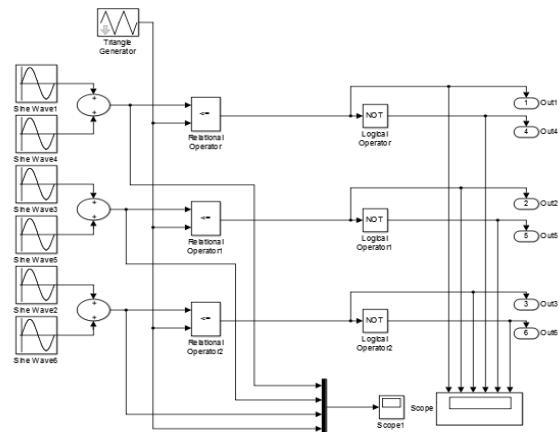 Triangle
Generator
Sine Wave1
+
+
<=
Relational
Operator
NOT
Logical
Operator
1
Out1
4
Out4
Sine Wave4
Sine Wave3
+
+
<=
Relational
Operator1
NOT
Logical
Operator1
2
Out2
5
Out5
Sine Wave5
Sine Wave2
+
+
<=
Relational
Operator2
NOT
Logical
Operator2
3
Out3
6
Out6
Sine Wave6
Scope1
Scope